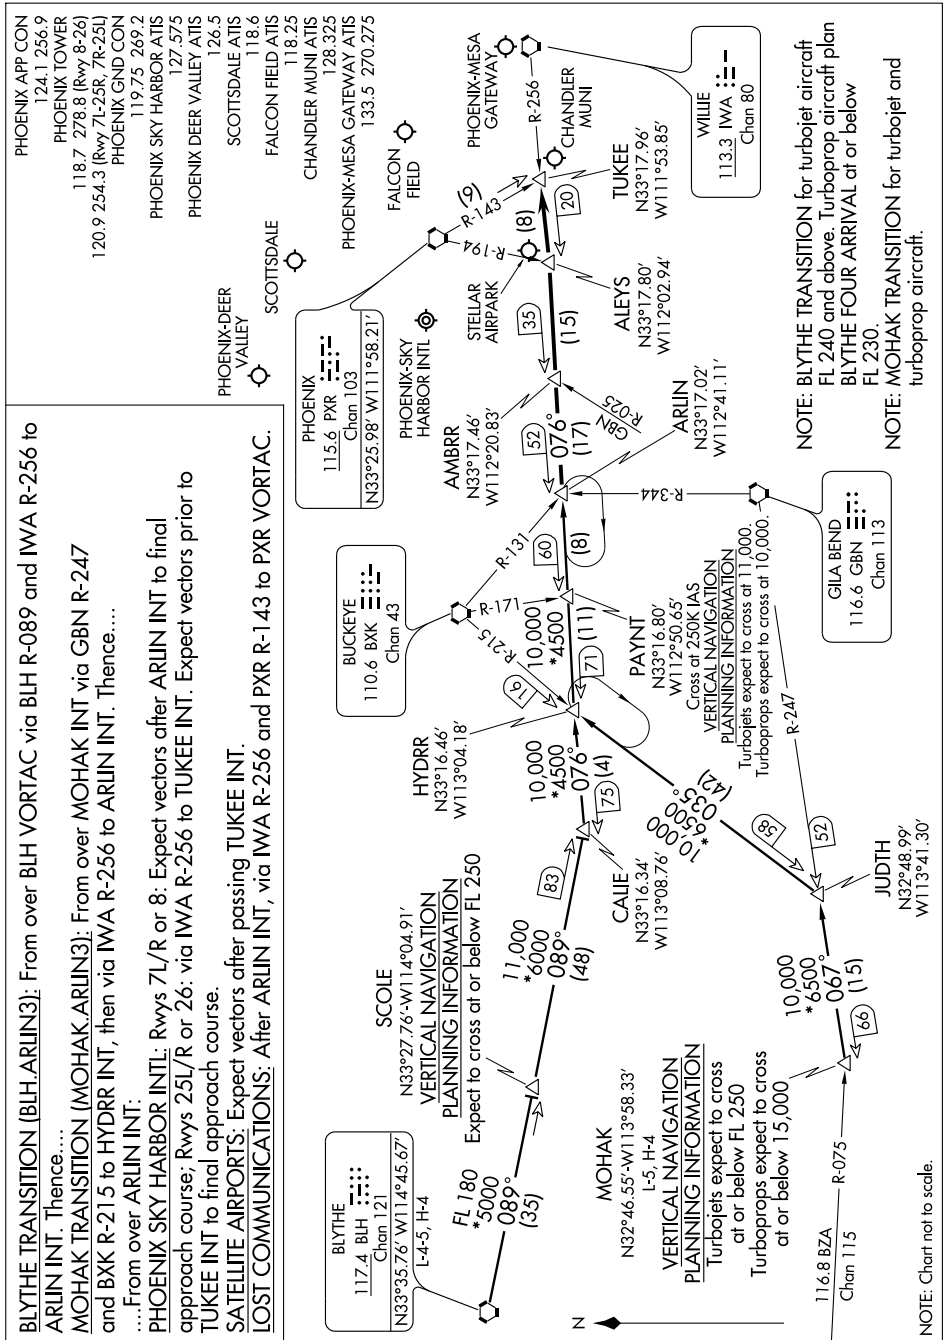 BLYTHE TRANSITION (BLH.ARLIN3): From over BLH VORTAC via BLH R-089 and IWA R-256 to
ARLIN INT. Thence....
MOHAK TRANSITION (MOHAK.ARLIN3): From over MOHAK INT via GBN R-247
and BXK R-215 to HYDRR INT, then via IWA R-256 to ARLIN INT. Thence....
....From over ARLIN INT:
PHOENIX SKY HARBOR INTL: Rwys 7L/R or 8: Expect vectors after ARLIN INT to final
approach course; Rwys 25L/R or 26: via IWA R-256 to TUKEE INT. Expect vectors prior to
TUKEE INT to final approach course.
SATELLITE AIRPORTS: Expect vectors after passing TUKEE INT.
LOST COMMUNICATIONS: After ARLIN INT, via IWA R-256 and PXR R-143 to PXR VORTAC.
PHOENIX APP CON
124.1 256.9
PHOENIX TOWER
118.7 278.8 (Rwy 8-26)
120.9 254.3 (Rwy 7L-25R, 7R-25L)
PHOENIX GND CON
119.75 269.2
PHOENIX SKY HARBOR ATIS
127.575
PHOENIX DEER VALLEY ATIS
126.5
SCOTTSDALE ATIS
118.6
FALCON FIELD ATIS
118.25
CHANDLER MUNI ATIS
128.325
PHOENIX-MESA GATEWAY ATIS
133.5 270.275
PHOENIX-DEER
VALLEY
SCOTTSDALE
FALCON
FIELD
PHOENIX
115.6 PXR
Chan 103
N33°25.98' W111°58.21'
PHOENIX-SKY
HARBOR INTL
STELLAR
AIRPARK
PHOENIX-MESA
GATEWAY
CHANDLER
MUNI
R-194
R-143
(9)
R-256
BUCKEYE
110.6 BXK
Chan 43
R-215
R-171
R-131
16
BLYTHE
117.4 BLH
Chan 121
N33°35.76' W114°45.67'
L-4-5, H-4
FL 180
*5000
089°
(35)
SCOLE
N33°27.76'-W114°04.91'
VERTICAL NAVIGATION
PLANNING INFORMATION
Expect to cross at or below FL 250
11,000
*6000
089°
(48)
83
CALIE
N33°16.34'
W113°08.76'
75
10,000
*4500
076°
(4)
HYDRR
N33°16.46'
W113°04.18'
71
10,000
*4500
(11)
PAYNT
N33°16.80'
W112°50.65'
Cross at 250K IAS
VERTICAL NAVIGATION
PLANNING INFORMATION
Turbojets expect to cross at 11,000.
Turboprops expect to cross at 10,000.
60
(8)
ARLIN
N33°17.02'
W112°41.11'
52
076°
(17)
AMBRR
N33°17.46'
W112°20.83'
R-025
GBN
35
(15)
ALEYS
N33°17.80'
W112°02.94'
20
(8)
TUKEE
N33°17.96'
W111°53.85'
WILLIE
113.3 IWA
Chan 80
R-344
GILA BEND
116.6 GBN
Chan 113
R-247
10,000
*6500
035°
(42)
58
52
JUDTH
N32°48.99'
W113°41.30'
10,000
*6500
067°
(15)
66
MOHAK
N32°46.55'-W113°58.33'
L-5, H-4
VERTICAL NAVIGATION
PLANNING INFORMATION
Turbojets expect to cross
at or below FL 250
Turboprops expect to cross
at or below 15,000
116.8 BZA
Chan 115
R-075
N
NOTE: BLYTHE TRANSITION for turbojet aircraft
FL 240 and above. Turboprop aircraft plan
BLYTHE FOUR ARRIVAL at or below
FL 230.
NOTE: MOHAK TRANSITION for turbojet and
turboprop aircraft.
NOTE: Chart not to scale.